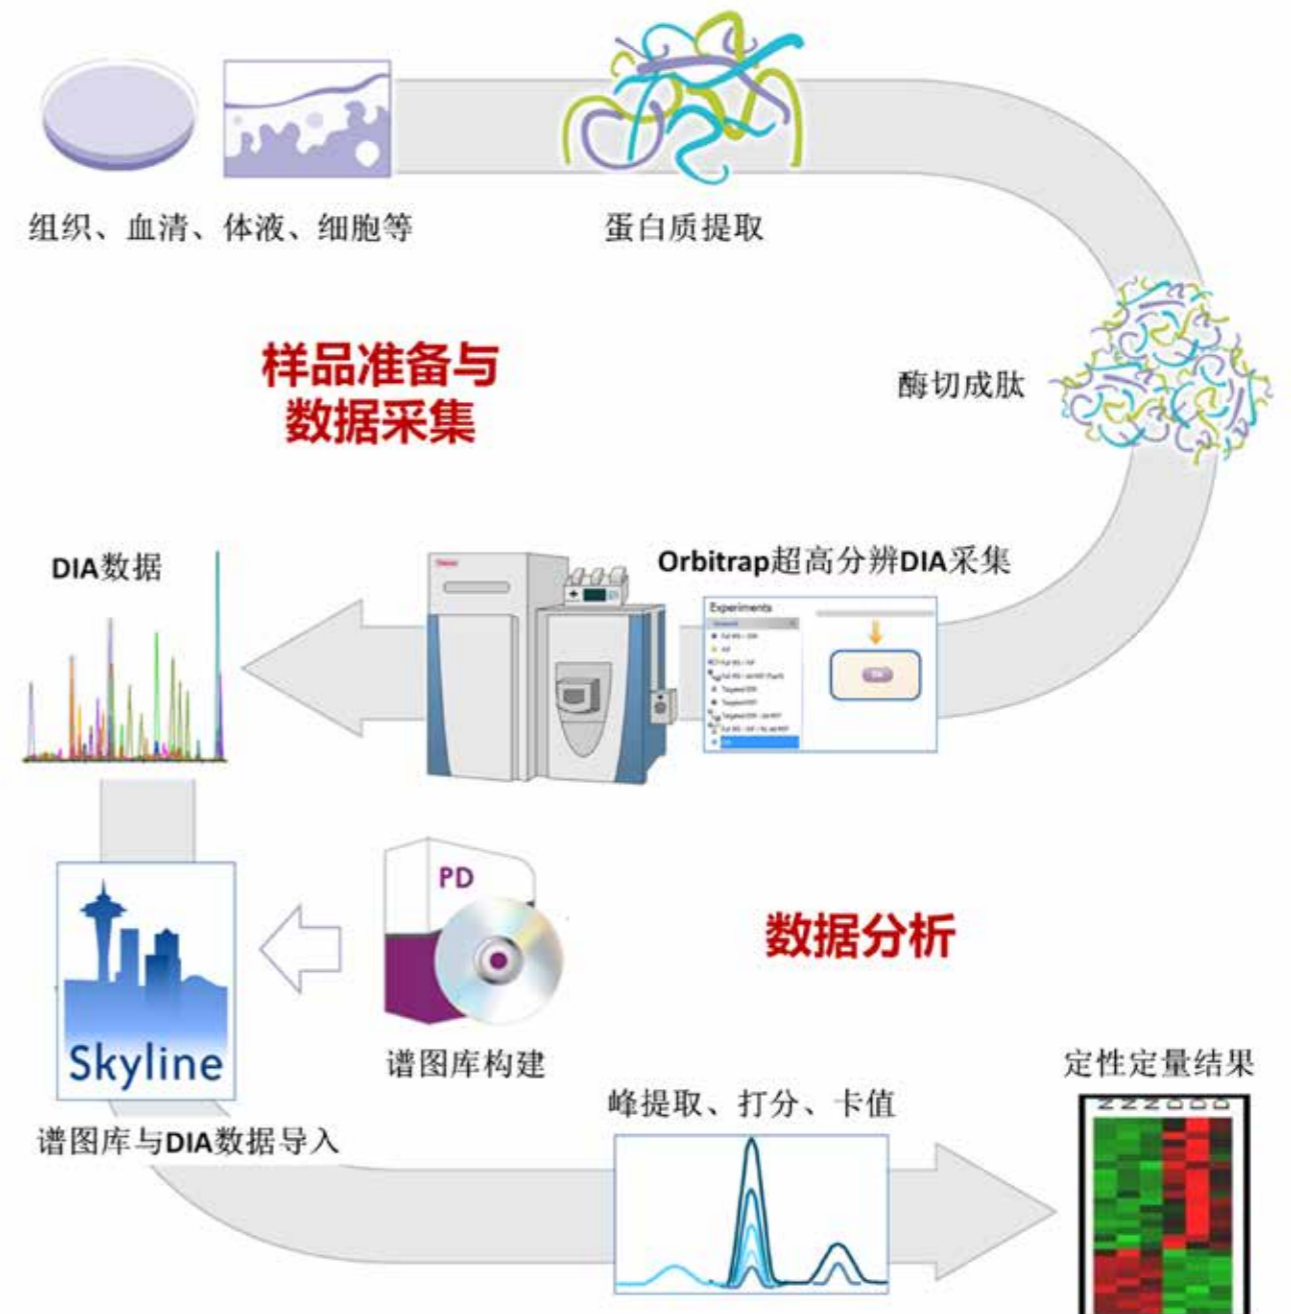 组织、血清、体液、细胞等
蛋白质提取
样品准备与
数据采集
酶切成肽
DIA数据
Orbitrap超高分辨DIA采集
Experiments
PD
数据分析
Skyline
谱图库构建
谱图库与DIA数据导入
峰提取、打分、卡值
定性定量结果
N N N D D D